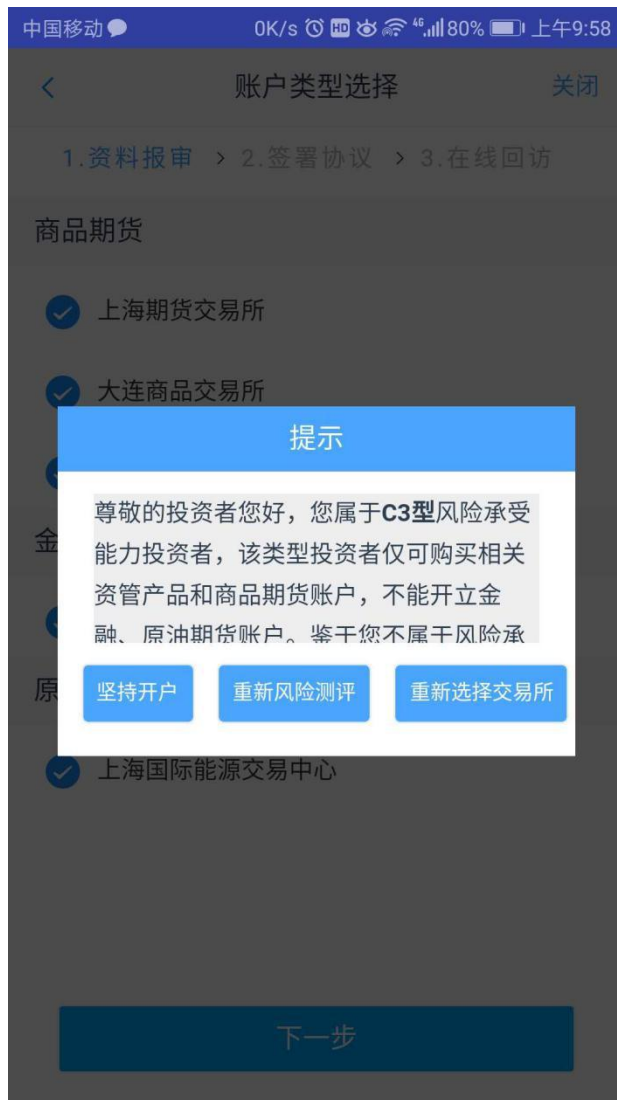 中国移动 0K/s HD 46 80% 上午9:58
账户类型选择 关闭
1.资料报审 > 2.签署协议 > 3.在线回访
商品期货
上海期货交易所
大连商品交易所
提示
尊敬的投资者您好，您属于C3型风险承受
能力投资者，该类型投资者仅可购买相关
资管产品和商品期货账户，不能开立金
融、原油期货账户。鉴于您不属于风险承
金
原
坚持开户 重新风险测评 重新选择交易所
上海国际能源交易中心
下一步